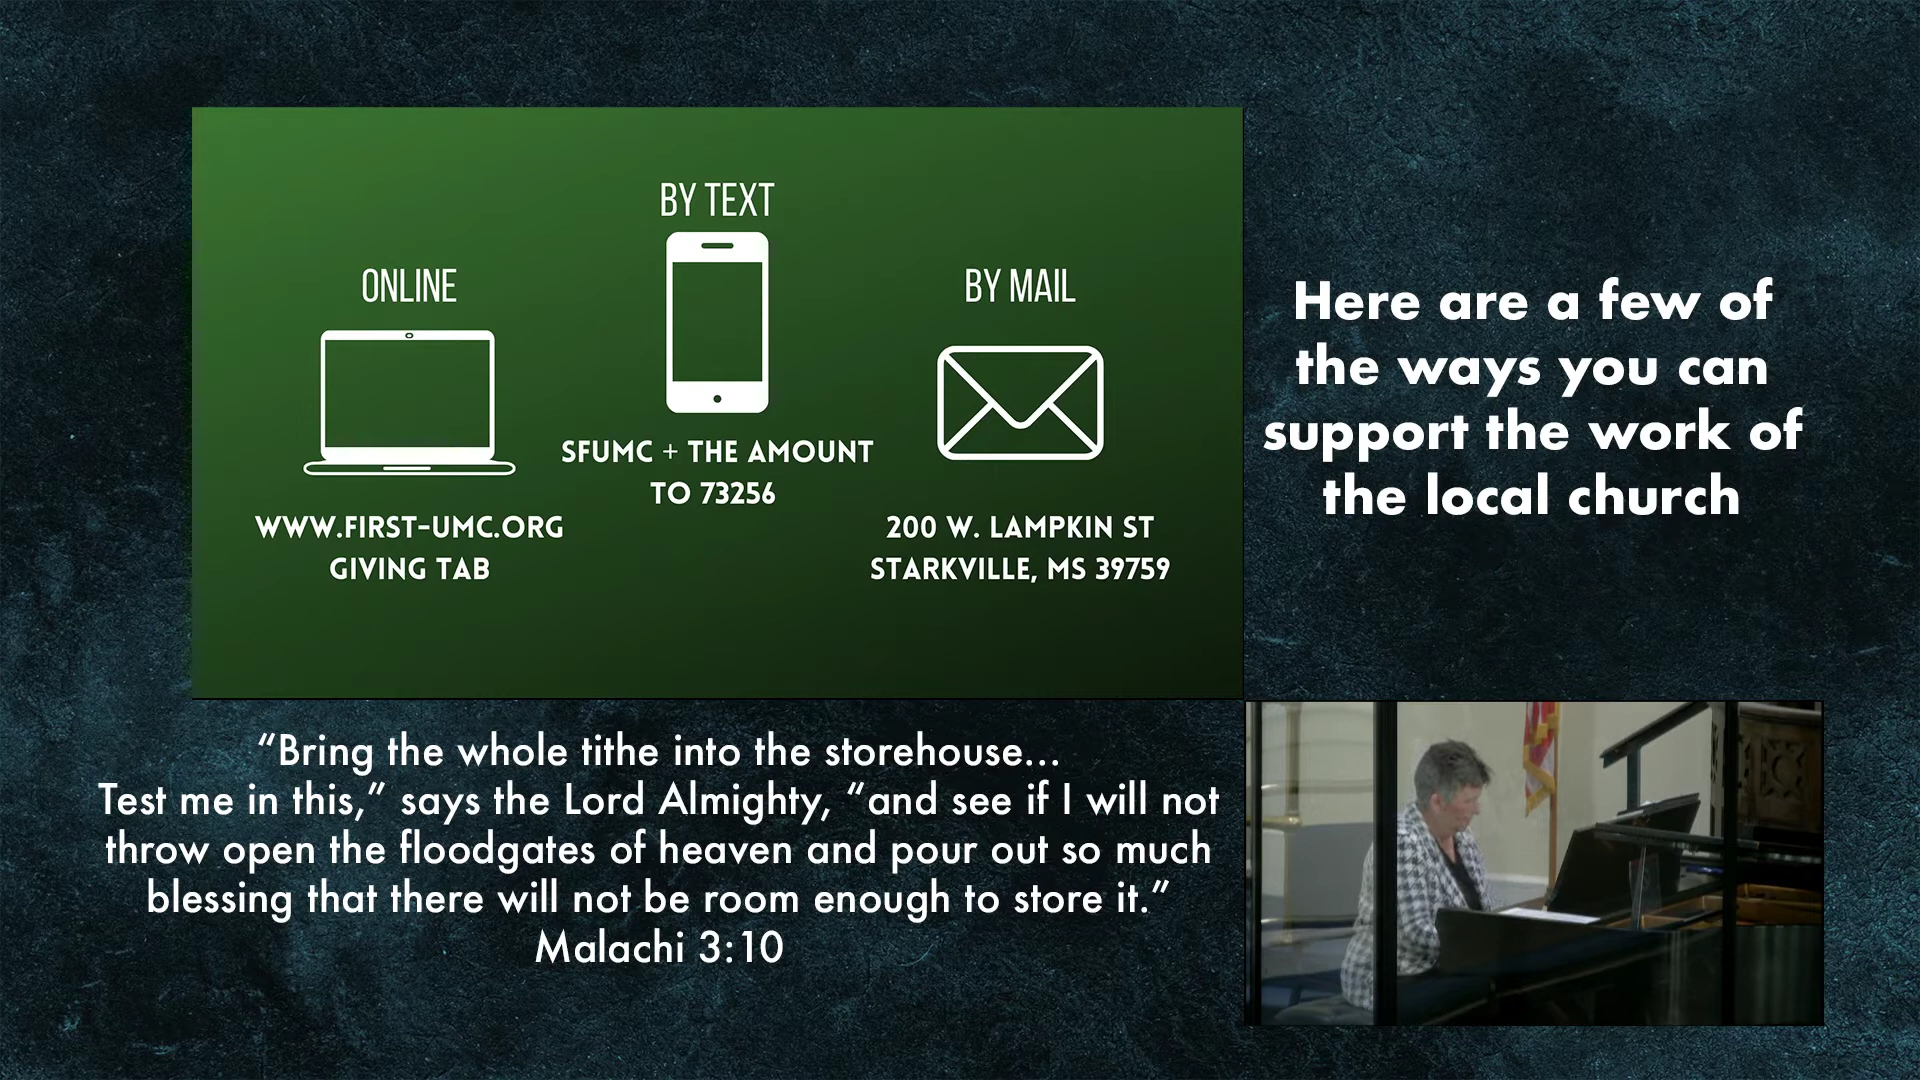 BY TEXT
ONLINE
BY MAIL
SFUMC + THE AMOUNT
TO 73256
WWW.FIRST-UMC.ORG
GIVING TAB
200 W. LAMPKIN ST
STARKVILLE, MS 39759
Here are a few of
the ways you can
support the work of
the local church
“Bring the whole tithe into the storehouse...
Test me in this,” says the Lord Almighty, “and see if I will not
throw open the floodgates of heaven and pour out so much
blessing that there will not be room enough to store it.”
Malachi 3:10